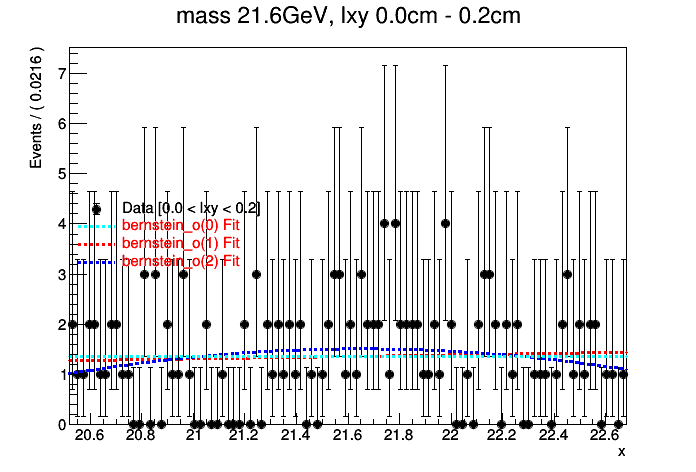 mass 21.6GeV, lxy 0.0cm - 0.2cm
Events / ( 0.0216 )
7
6
5
4
3
2
1
0
Data [0.0 < lxy < 0.2]
bernstein_o(0) Fit
bernstein_o(1) Fit
bernstein_o(2) Fit
20.6 20.8 21 21.2 21.4 21.6 21.8 22 22.2 22.4 22.6
x